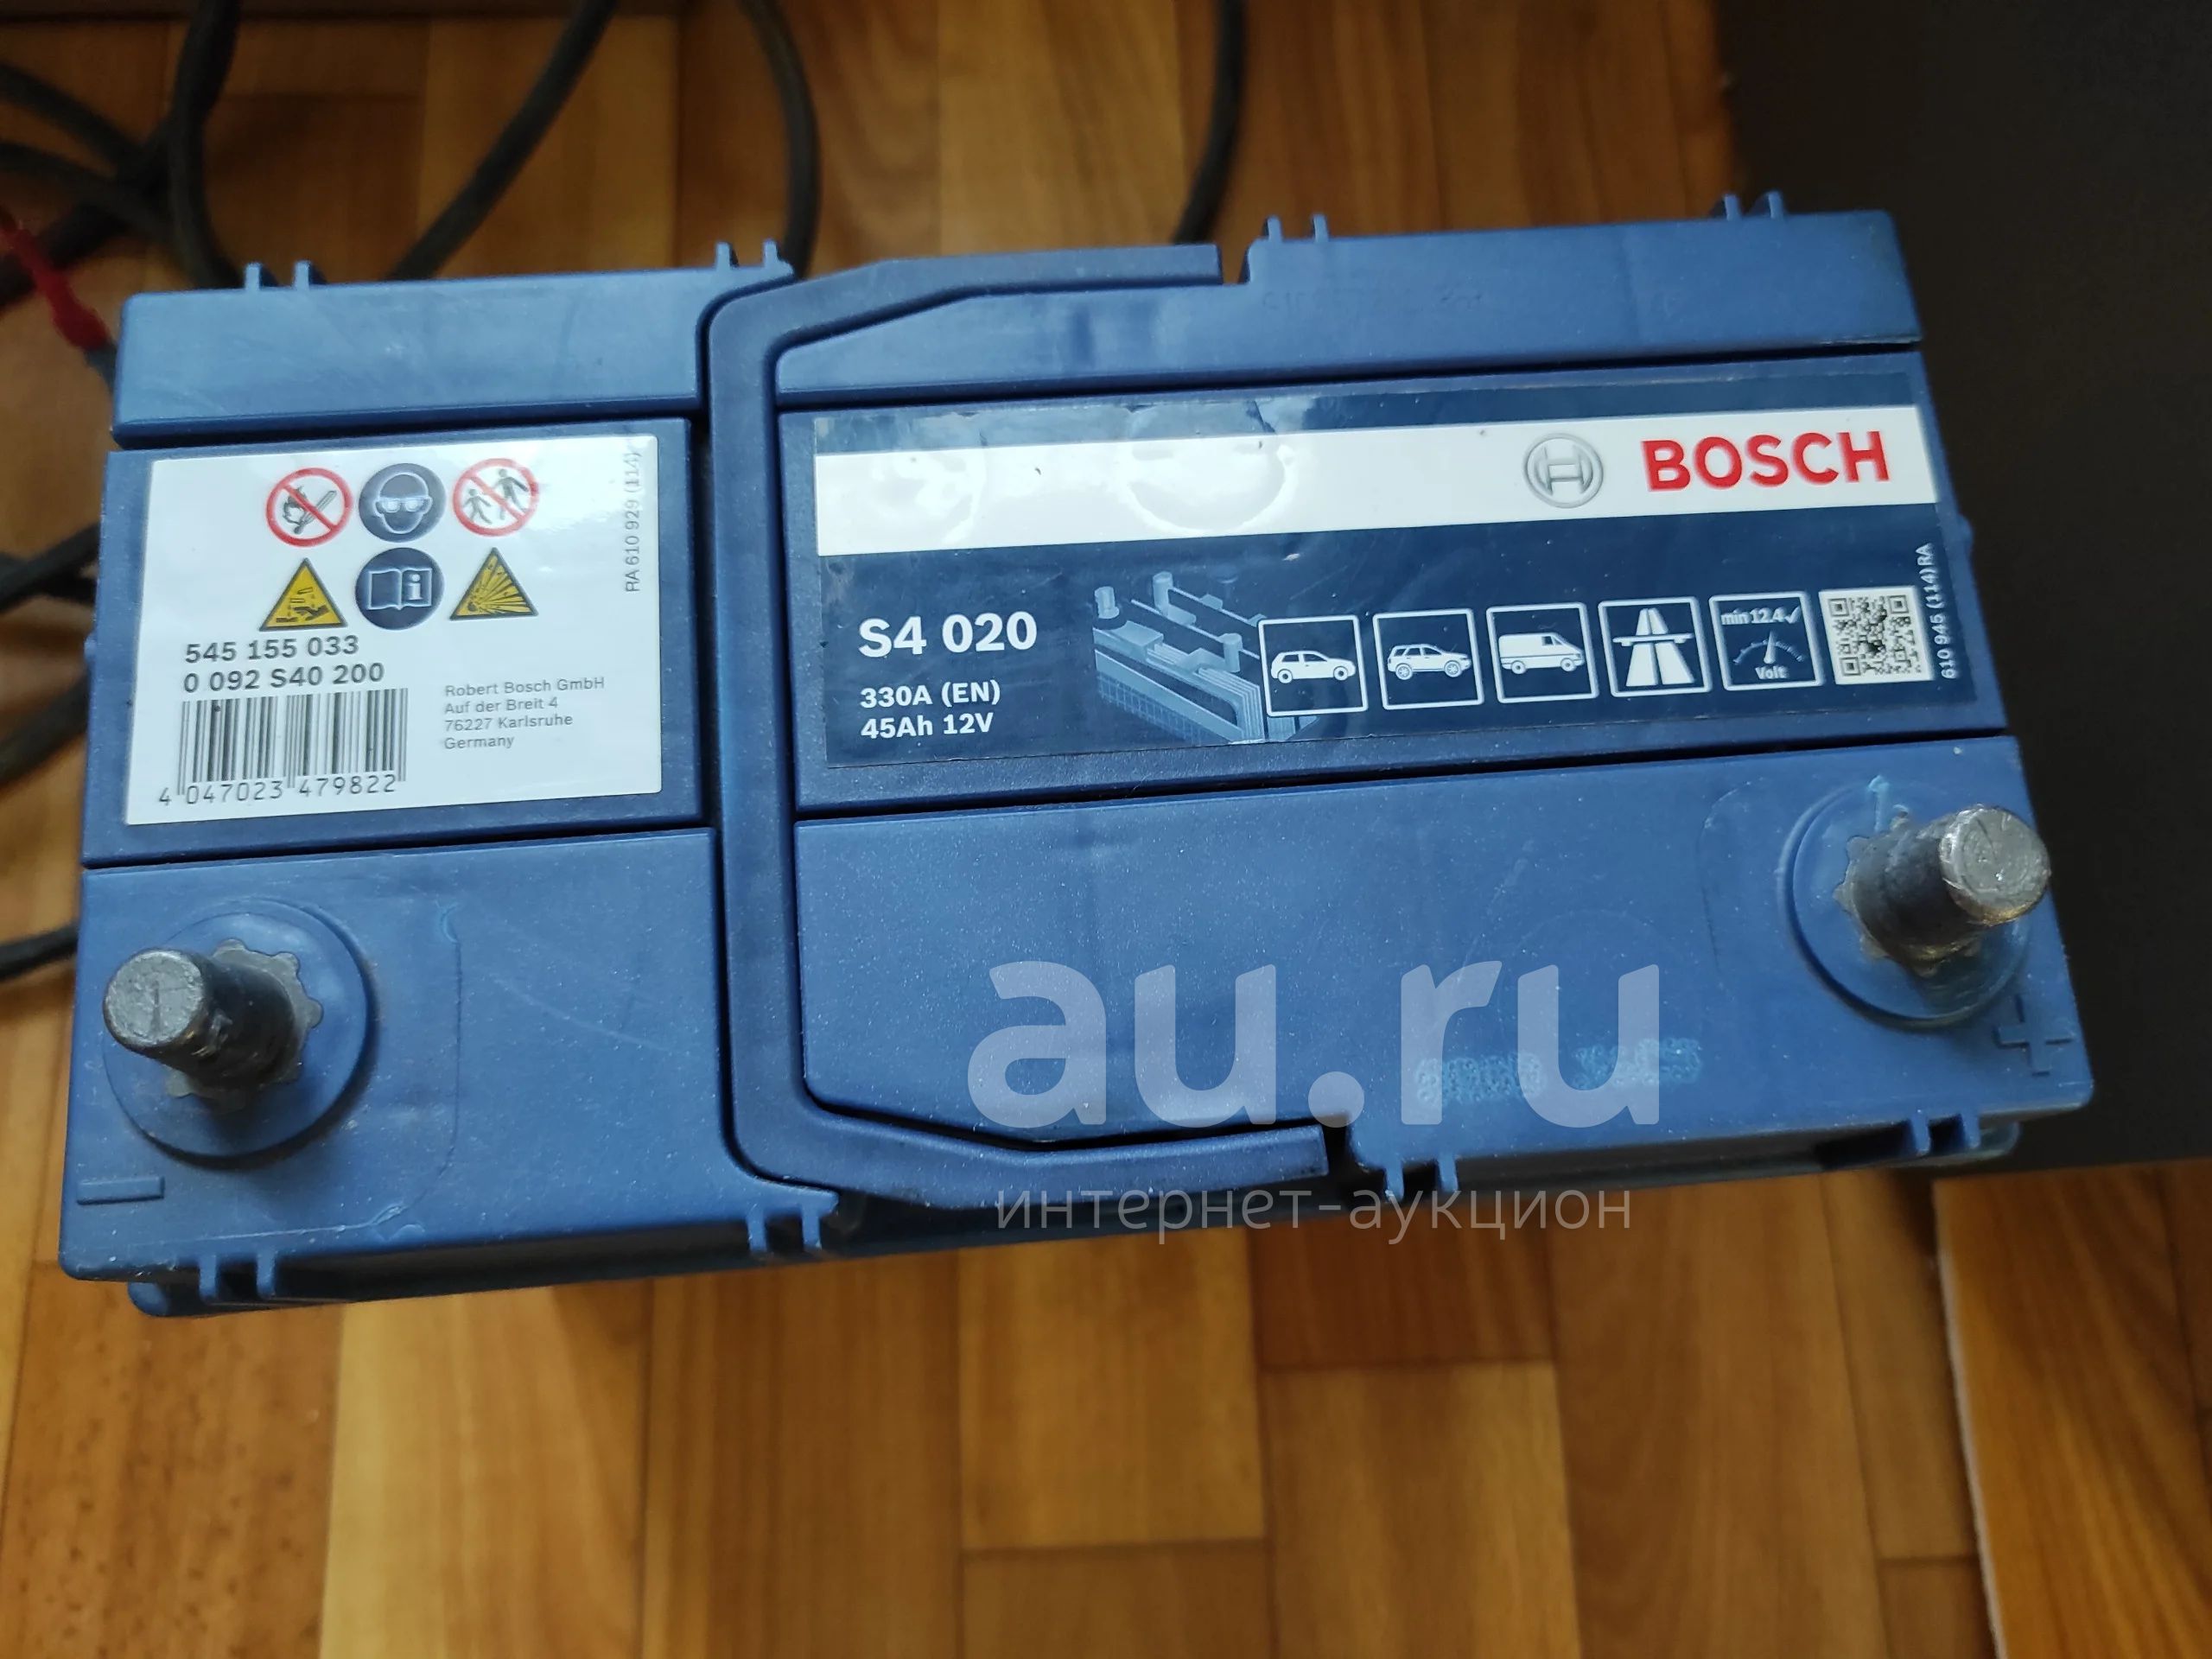 BOSCH
RA 610 929 (114)
S4 020
330A (EN)
45Ah 12V
min 12.4✓
Volt
610 945 (114) RA
545 155 033
0 092 S40 200
Robert Bosch GmbH
Auf der Breit 4
76227 Karlsruhe
Germany
4 047023 479822
+
-
au.ru
интернет-аукцион